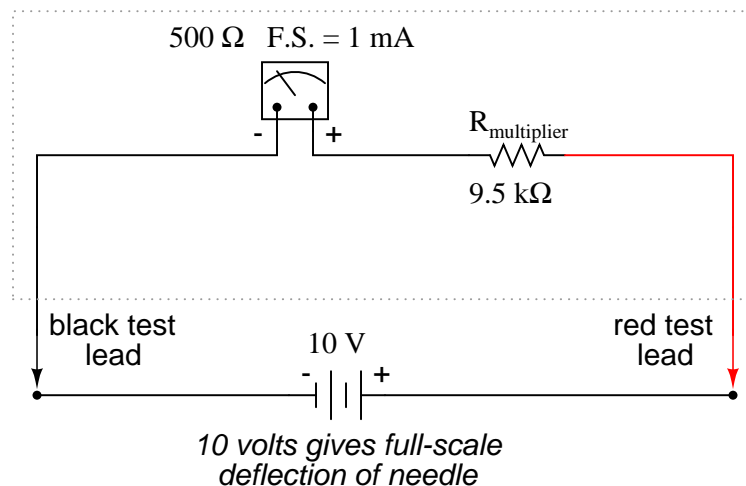 500 Ω F.S. = 1 mA
- +
Rmultiplier
9.5 kΩ
black test
lead
10 V
- +
red test
lead
10 volts gives full-scale
deflection of needle